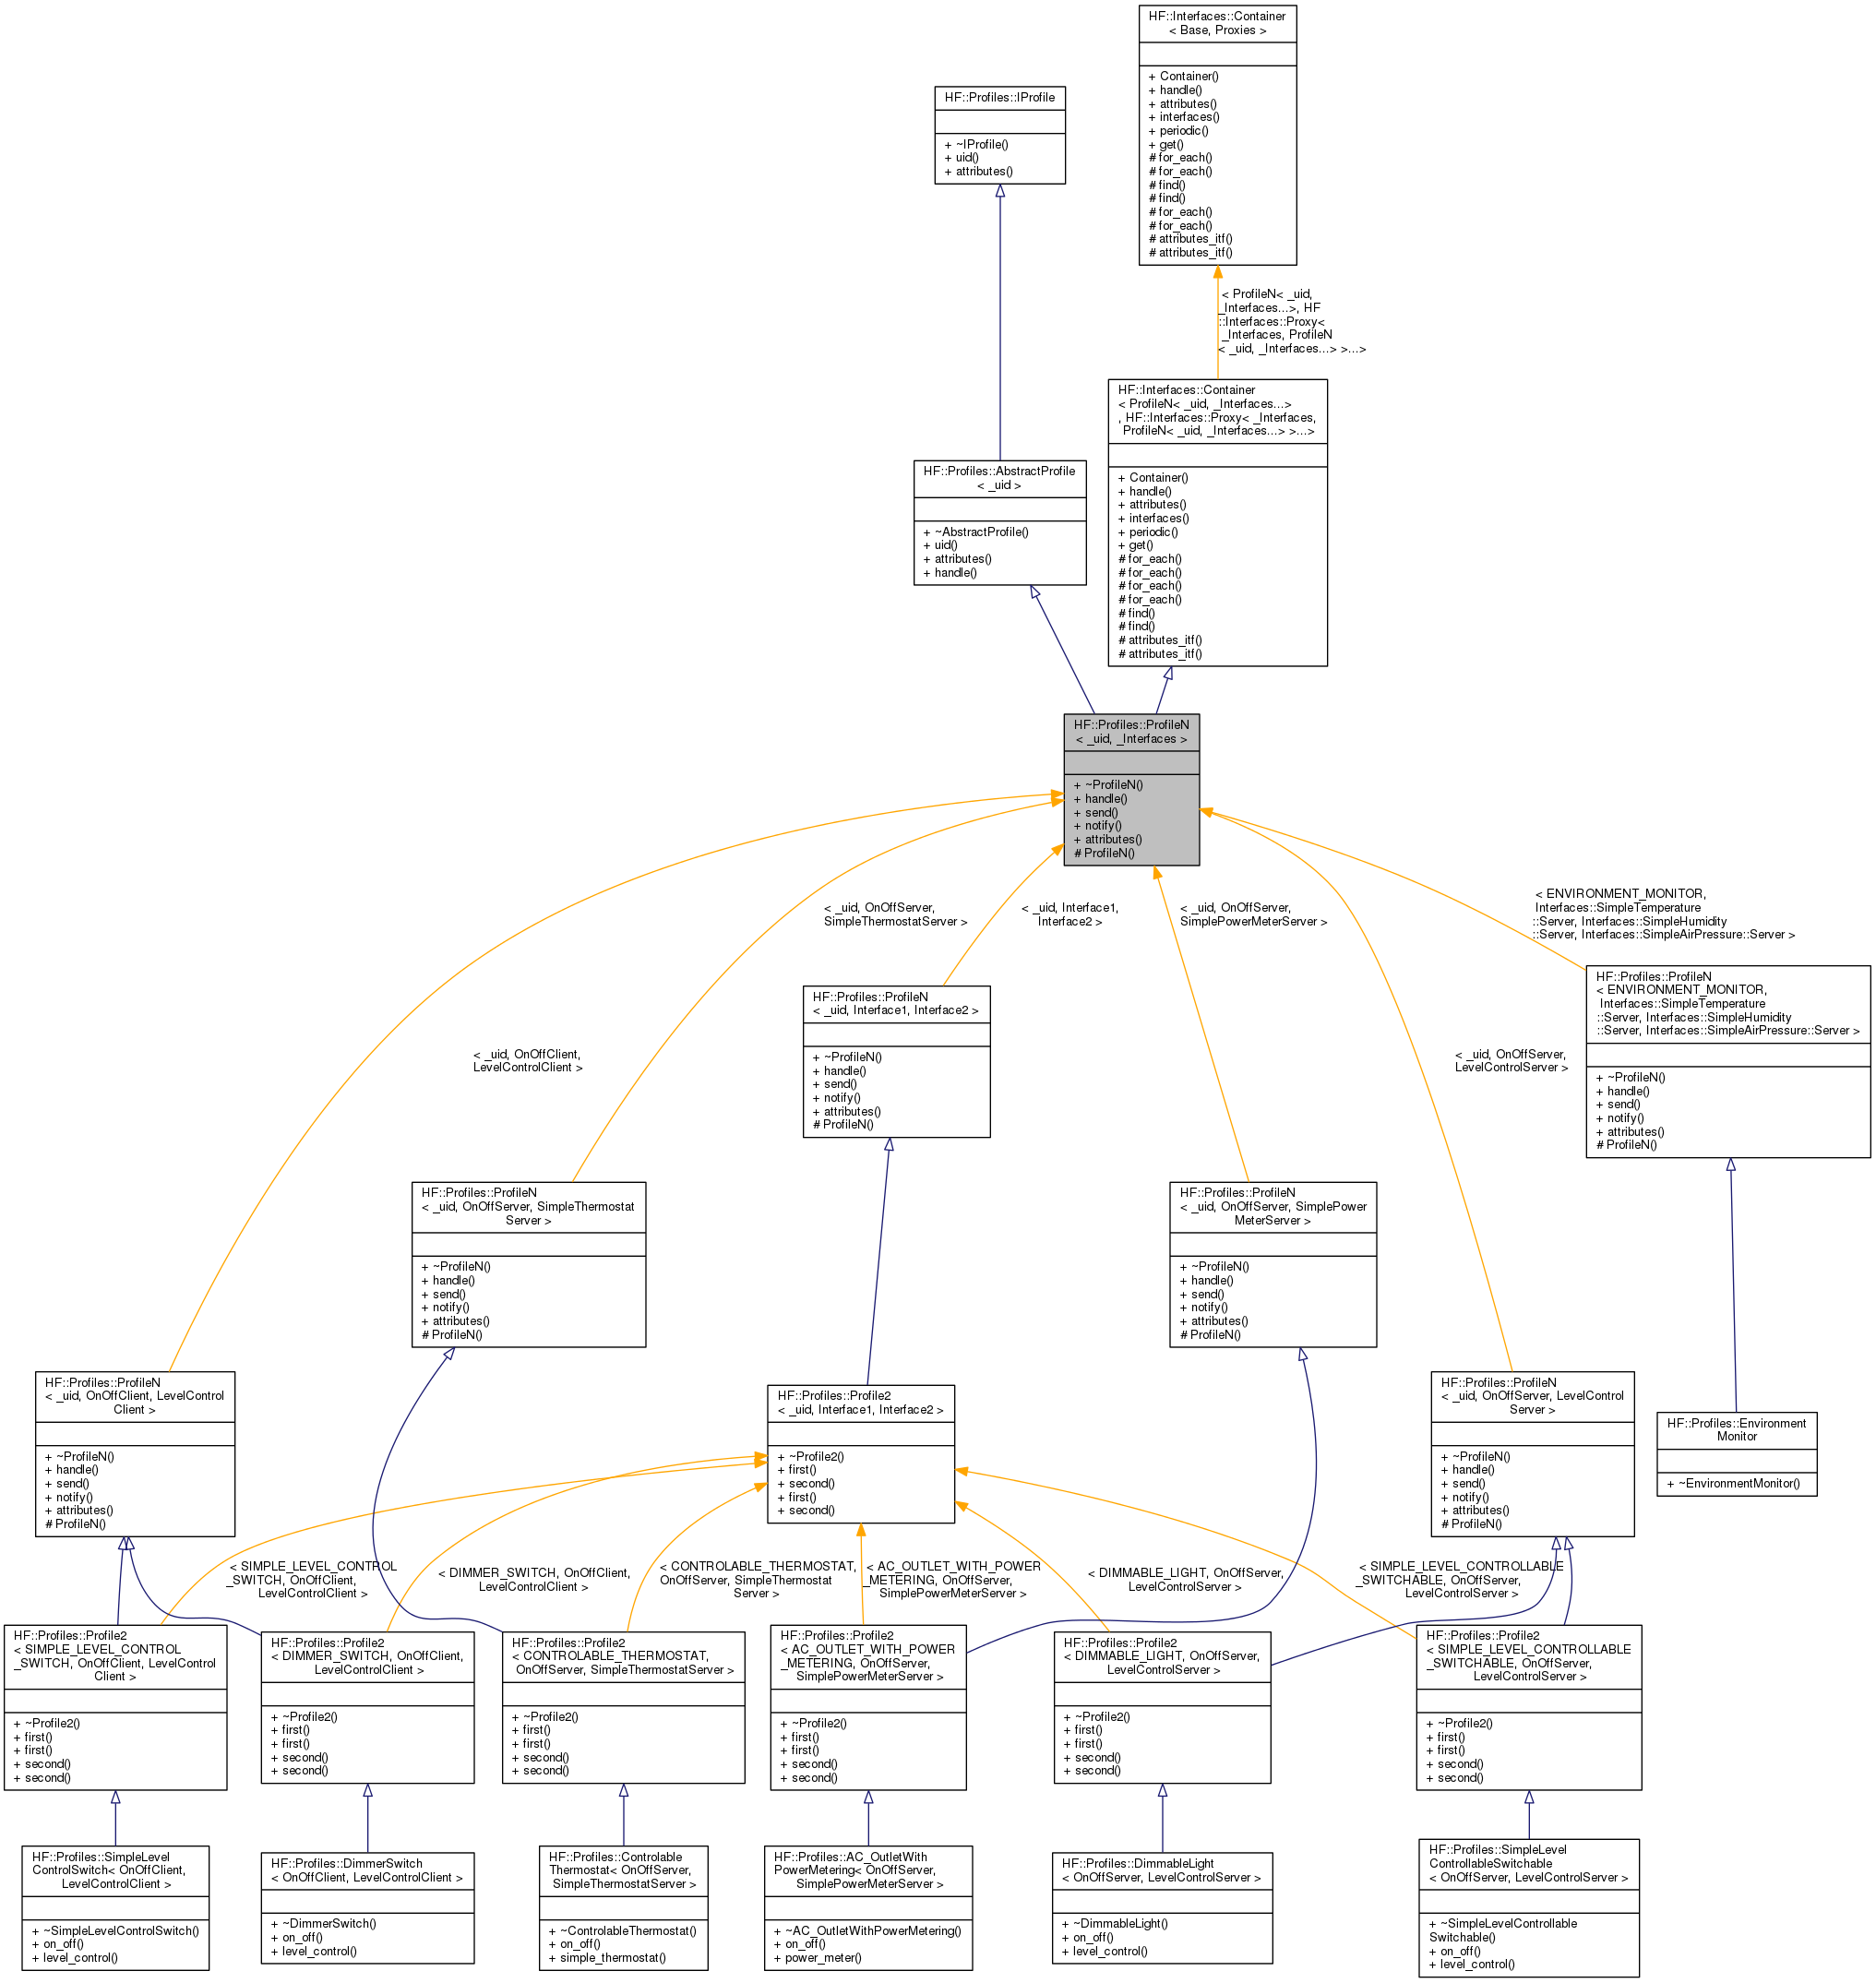 HF::Interfaces::Container
< Base, Proxies >
+ Container()
+ handle()
+ attributes()
+ interfaces()
+ periodic()
+ get()
# for_each()
# for_each()
# find()
# find()
# for_each()
# for_each()
# attributes_itf()
# attributes_itf()
HF::Profiles::IProfile
+ ~IProfile()
+ uid()
+ attributes()
< ProfileN< _uid,
_Interfaces...>, HF
::Interfaces::Proxy<
_Interfaces, ProfileN
< _uid, _Interfaces...> >...>
HF::Interfaces::Container
< ProfileN< _uid, _Interfaces...>
, HF::Interfaces::Proxy< _Interfaces,
ProfileN< _uid, _Interfaces...> >...>
+ Container()
+ handle()
+ attributes()
+ interfaces()
+ periodic()
+ get()
# for_each()
# for_each()
# for_each()
# for_each()
# find()
# find()
# attributes_itf()
# attributes_itf()
HF::Profiles::AbstractProfile
< _uid >
+ ~AbstractProfile()
+ uid()
+ attributes()
+ handle()
HF::Profiles::ProfileN
< _uid, _Interfaces >
+ ~ProfileN()
+ handle()
+ send()
+ notify()
+ attributes()
# ProfileN()
< _uid, OnOffServer,
SimpleThermostatServer >
< _uid, Interface1,
Interface2 >
< _uid, OnOffServer,
SimplePowerMeterServer >
< ENVIRONMENT_MONITOR,
Interfaces::SimpleTemperature
::Server, Interfaces::SimpleHumidity
::Server, Interfaces::SimpleAirPressure::Server >
HF::Profiles::ProfileN
< _uid, Interface1, Interface2 >
+ ~ProfileN()
+ handle()
+ send()
+ notify()
+ attributes()
# ProfileN()
HF::Profiles::ProfileN
< ENVIRONMENT_MONITOR,
Interfaces::SimpleTemperature
::Server, Interfaces::SimpleHumidity
::Server, Interfaces::SimpleAirPressure::Server >
+ ~ProfileN()
+ handle()
+ send()
+ notify()
+ attributes()
# ProfileN()
< _uid, OnOffClient,
LevelControlClient >
< _uid, OnOffServer,
LevelControlServer >
HF::Profiles::ProfileN
< _uid, OnOffServer, SimpleThermostat
Server >
+ ~ProfileN()
+ handle()
+ send()
+ notify()
+ attributes()
# ProfileN()
HF::Profiles::ProfileN
< _uid, OnOffServer, SimplePower
MeterServer >
+ ~ProfileN()
+ handle()
+ send()
+ notify()
+ attributes()
# ProfileN()
HF::Profiles::ProfileN
< _uid, OnOffClient, LevelControl
Client >
+ ~ProfileN()
+ handle()
+ send()
+ notify()
+ attributes()
# ProfileN()
HF::Profiles::Profile2
< _uid, Interface1, Interface2 >
+ ~Profile2()
+ first()
+ second()
+ first()
+ second()
HF::Profiles::ProfileN
< _uid, OnOffServer, LevelControl
Server >
+ ~ProfileN()
+ handle()
+ send()
+ notify()
+ attributes()
# ProfileN()
HF::Profiles::Environment
Monitor
+ ~EnvironmentMonitor()
< SIMPLE_LEVEL_CONTROL
_SWITCH, OnOffClient,
LevelControlClient >
< DIMMER_SWITCH, OnOffClient,
LevelControlClient >
< CONTROLABLE_THERMOSTAT,
OnOffServer, SimpleThermostat
Server >
< AC_OUTLET_WITH_POWER
_METERING, OnOffServer,
SimplePowerMeterServer >
< DIMMABLE_LIGHT, OnOffServer,
LevelControlServer >
< SIMPLE_LEVEL_CONTROLLABLE
_SWITCHABLE, OnOffServer,
LevelControlServer >
HF::Profiles::Profile2
< SIMPLE_LEVEL_CONTROL
_SWITCH, OnOffClient, LevelControl
Client >
+ ~Profile2()
+ first()
+ first()
+ second()
+ second()
HF::Profiles::Profile2
< DIMMER_SWITCH, OnOffClient,
LevelControlClient >
+ ~Profile2()
+ first()
+ first()
+ second()
+ second()
HF::Profiles::Profile2
< CONTROLABLE_THERMOSTAT,
OnOffServer, SimpleThermostatServer >
+ ~Profile2()
+ first()
+ first()
+ second()
+ second()
HF::Profiles::Profile2
< AC_OUTLET_WITH_POWER
_METERING, OnOffServer,
SimplePowerMeterServer >
+ ~Profile2()
+ first()
+ first()
+ second()
+ second()
HF::Profiles::Profile2
< DIMMABLE_LIGHT, OnOffServer,
LevelControlServer >
+ ~Profile2()
+ first()
+ first()
+ second()
+ second()
HF::Profiles::Profile2
< SIMPLE_LEVEL_CONTROLLABLE
_SWITCHABLE, OnOffServer,
LevelControlServer >
+ ~Profile2()
+ first()
+ first()
+ second()
+ second()
HF::Profiles::SimpleLevel
ControlSwitch< OnOffClient,
LevelControlClient >
+ ~SimpleLevelControlSwitch()
+ on_off()
+ level_control()
HF::Profiles::DimmerSwitch
< OnOffClient, LevelControlClient >
+ ~DimmerSwitch()
+ on_off()
+ level_control()
HF::Profiles::Controlable
Thermostat< OnOffServer,
SimpleThermostatServer >
+ ~ControlableThermostat()
+ on_off()
+ simple_thermostat()
HF::Profiles::AC_OutletWith
PowerMetering< OnOffServer,
SimplePowerMeterServer >
+ ~AC_OutletWithPowerMetering()
+ on_off()
+ power_meter()
HF::Profiles::DimmableLight
< OnOffServer, LevelControlServer >
+ ~DimmableLight()
+ on_off()
+ level_control()
HF::Profiles::SimpleLevel
ControllableSwitchable
< OnOffServer, LevelControlServer >
+ ~SimpleLevelControllable
Switchable()
+ on_off()
+ level_control()